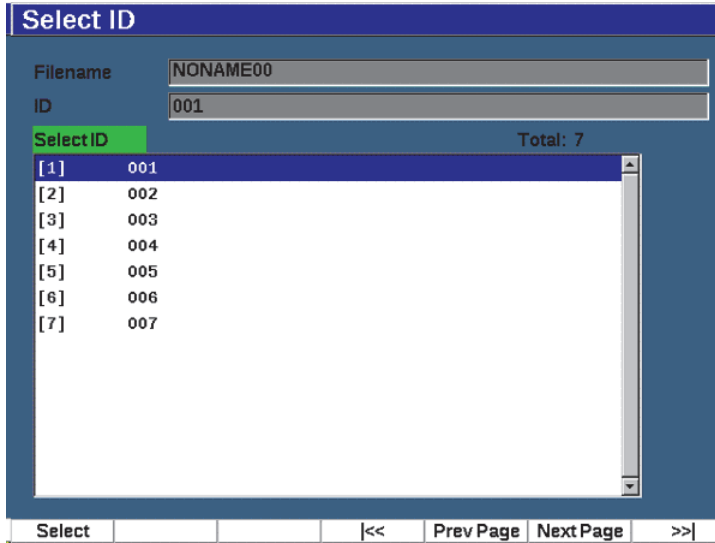 Select ID
Filename NONAME00
ID 001
Select ID Total: 7
[1] 001
[2] 002
[3] 003
[4] 004
[5] 005
[6] 006
[7] 007
Select |<< Prev Page Next Page >>|